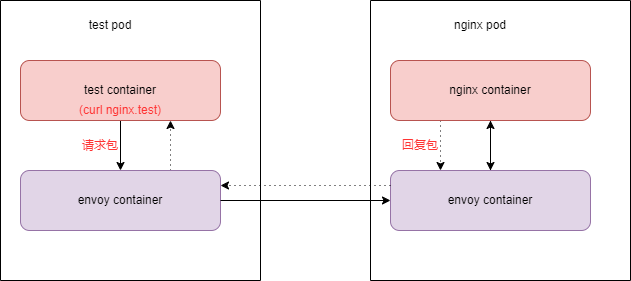 test pod
nginx pod
test container
(curl nginx.test)
nginx container
请求包
回复包
envoy container
envoy container